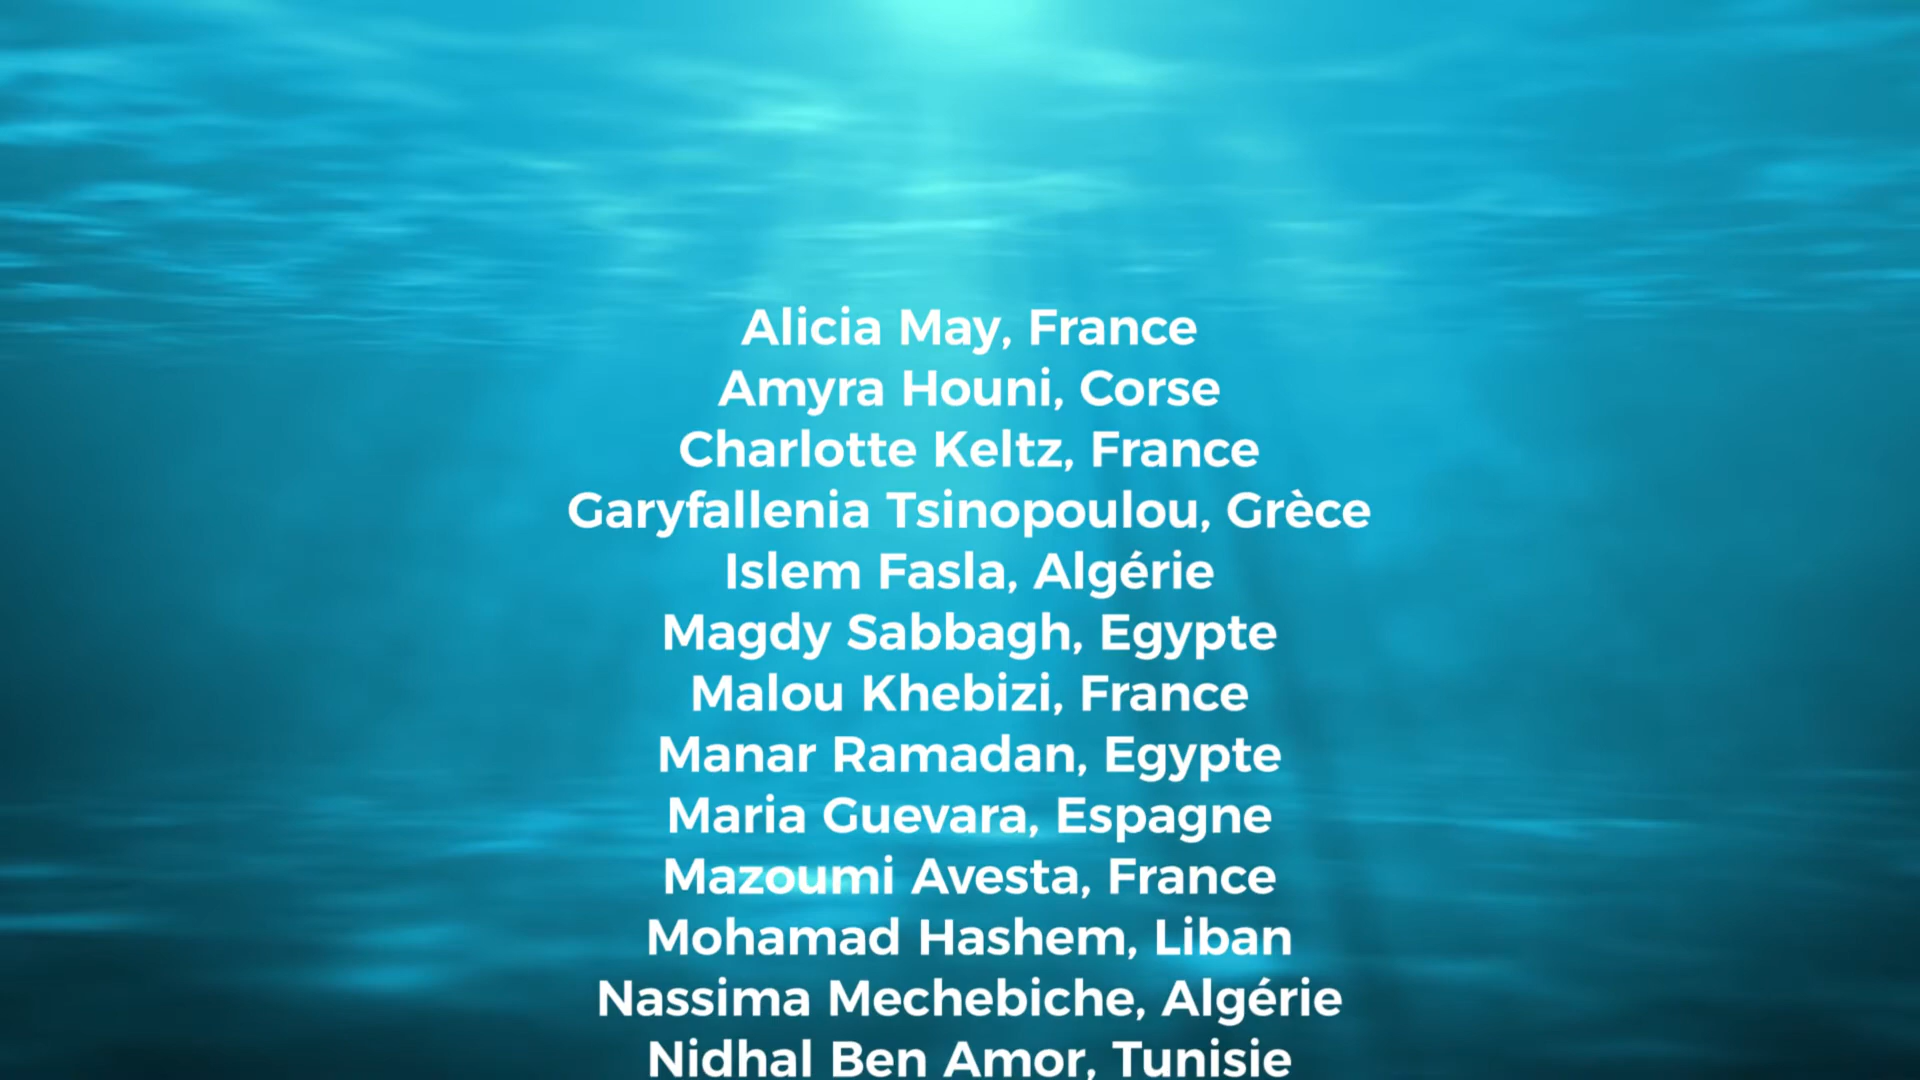 Alicia May, France
Amyra Houni, Corse
Charlotte Keltz, France
Garyfallenia Tsinopoulou, Grèce
Islem Fasla, Algérie
Magdy Sabbagh, Egypte
Malou Khebizi, France
Manar Ramadan, Egypte
Maria Guevara, Espagne
Mazoumi Avesta, France
Mohamad Hashem, Liban
Nassima Mechebiche, Algérie
Nidhal Ben Amor, Tunisie